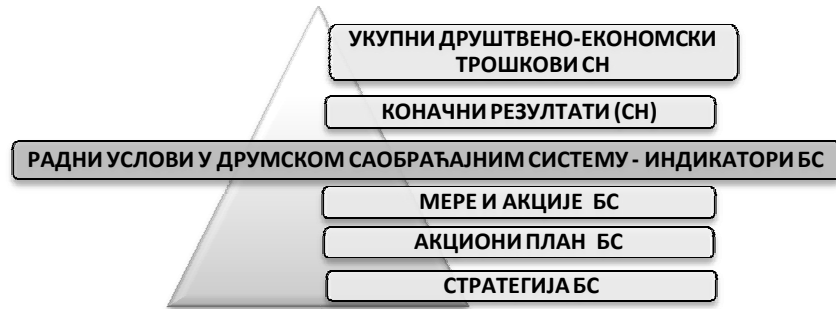 УКУПНИ ДРУШТВЕНО-ЕКОНОМСКИ
ТРОШКОВИ СН
КОНАЧНИ РЕЗУЛТАТИ (СН)
РАДНИ УСЛОВИ У ДРУМСКОМ САОБРАЋАЈНИМ СИСТЕМУ - ИНДИКАТОРИ БС
МЕРЕ И АКЦИЈЕ БС
АКЦИОНИ ПЛАН БС
СТРАТЕГИЈА БС